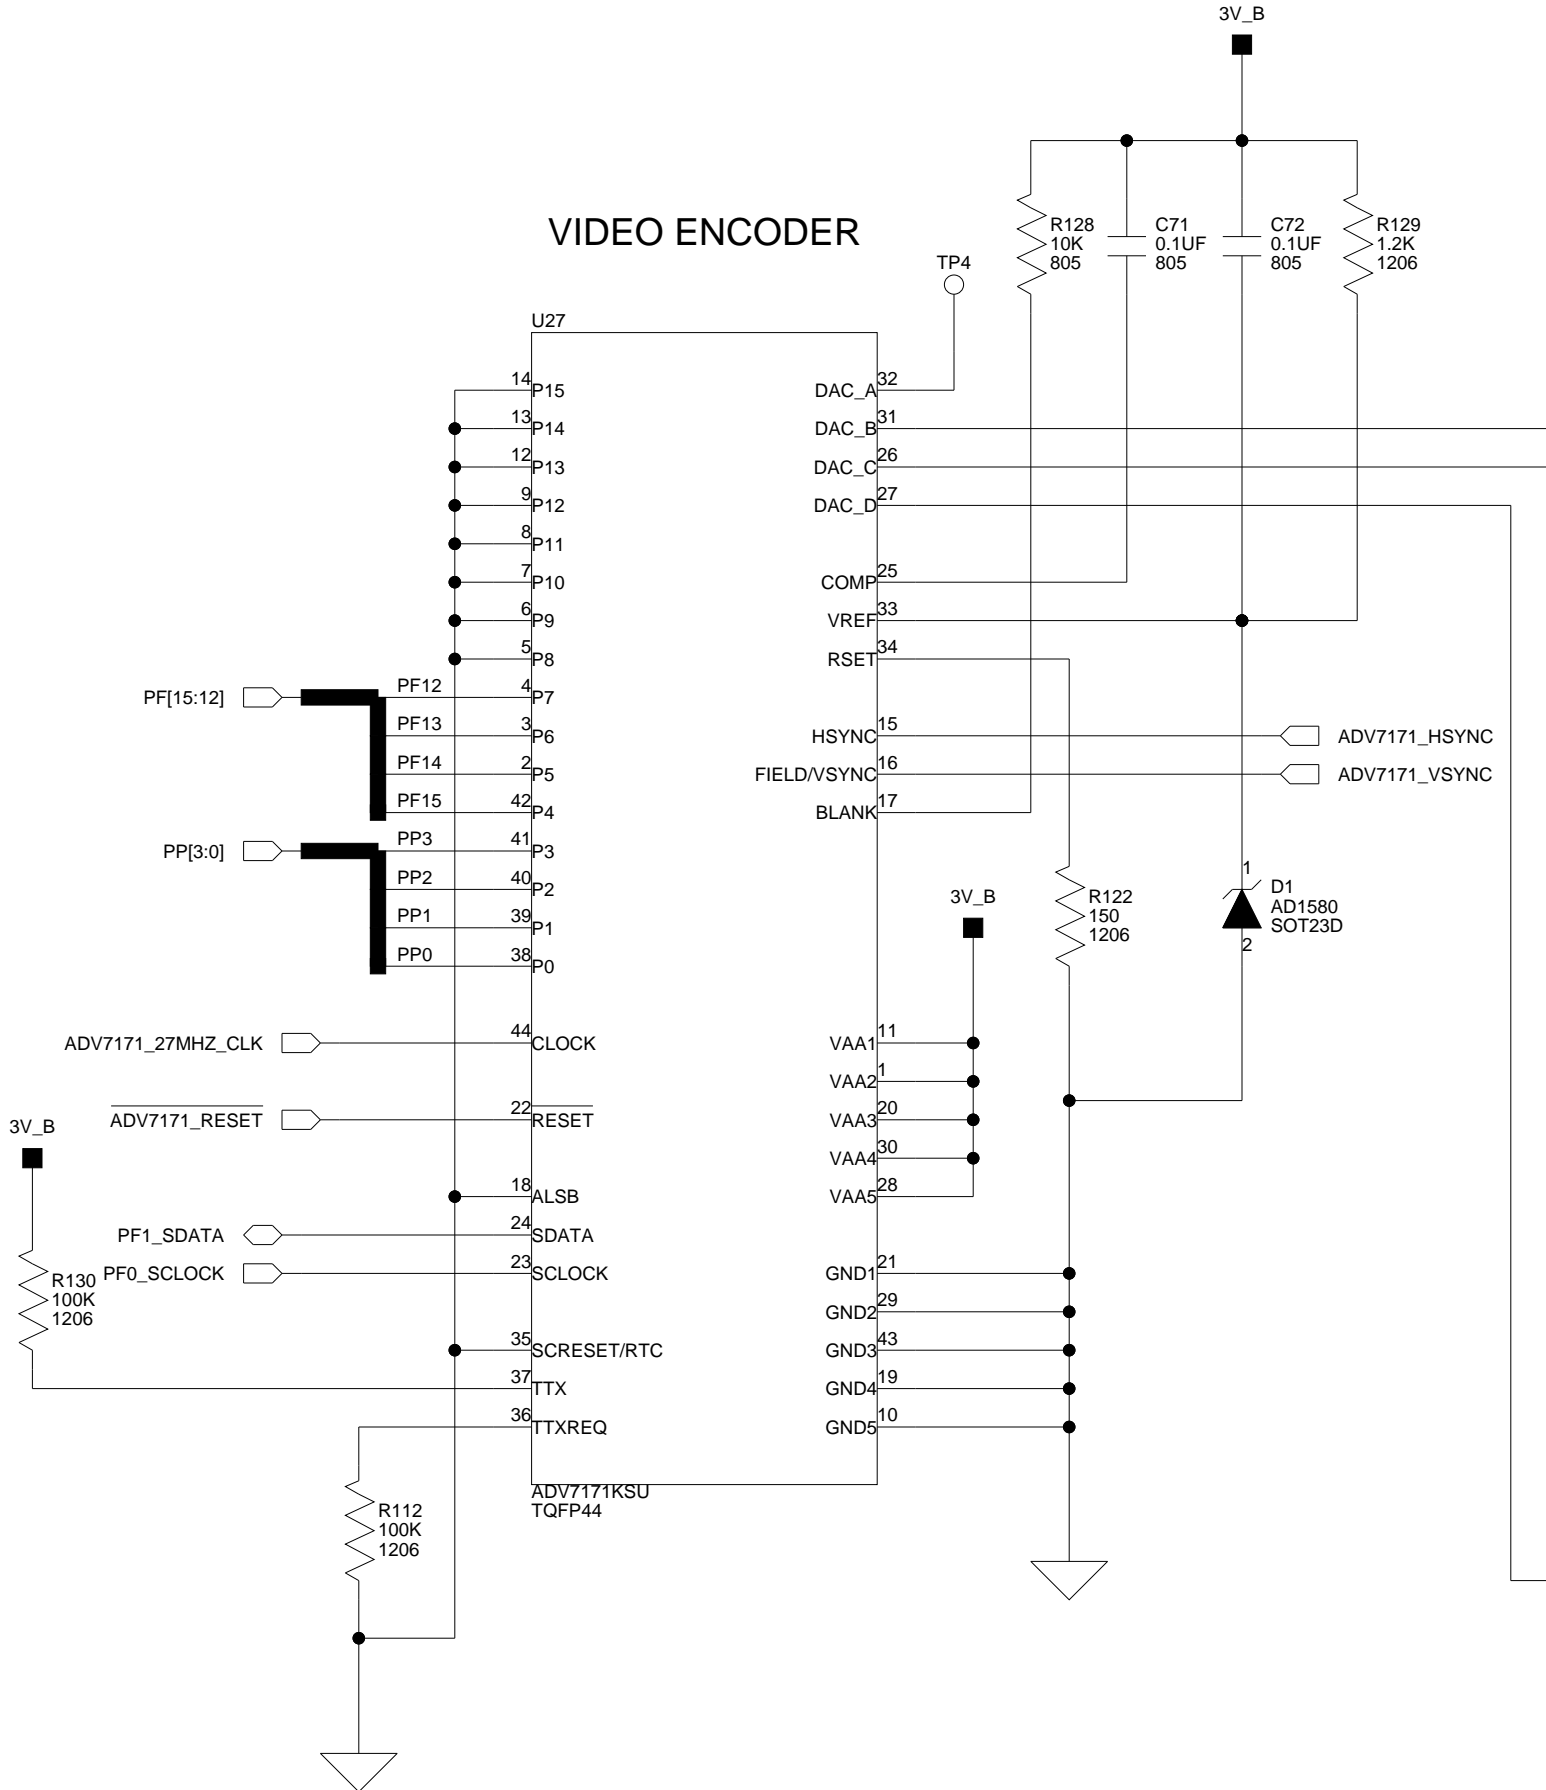 3V_B
VIDEO ENCODER
R128
10K
805
C71
0.1UF
805
C72
0.1UF
805
R129
1.2K
1206
TP4
U27
14 P15
13 P14
12 P13
9 P12
8 P11
7 P10
6 P9
5 P8
PF[15:12]
PF12 4 P7
PF13 3 P6
PF14 2 P5
PF15 42 P4
PP[3:0]
PP3 41 P3
PP2 40 P2
PP1 39 P1
PP0 38 P0
ADV7171_27MHZ_CLK 44 CLOCK
ADV7171_RESET 22 RESET
18 ALSB
PF1_SDATA 24 SDATA
PF0_SCLOCK 23 SCLOCK
35 SCRESET/RTC
37 TTX
36 TTXREQ
3V_B
R130
100K
1206
R112
100K
1206
DAC_A 32
DAC_B 31
DAC_C 26
DAC_D 27
COMP 25
VREF 33
RSET 34
HSYNC 15 ADV7171_HSYNC
FIELD/VSYNC 16 ADV7171_VSYNC
BLANK 17
3V_B
R122
150
1206
1
D1
AD1580
SOT23D
2
VAA1 11
VAA2 1
VAA3 20
VAA4 30
VAA5 28
GND1 21
GND2 29
GND3 43
GND4 19
GND5 10
ADV7171KSU
TQFP44